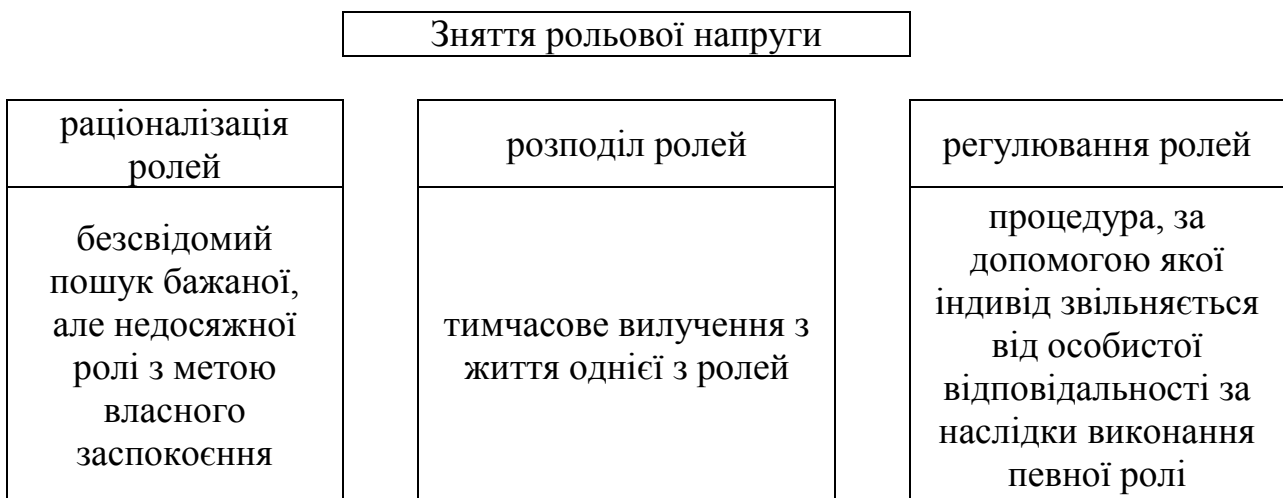 Зняття рольової напруги
раціоналізація
ролей
безсвідомий
пошук бажаної,
але недосяжної
ролі з метою
власного
заспокоєння
розподіл ролей
тимчасове вилучення з
життя однієї з ролей
регулювання ролей
процедура, за
допомогою якої
індивід звільняється
від особистої
відповідальності за
наслідки виконання
певної ролі